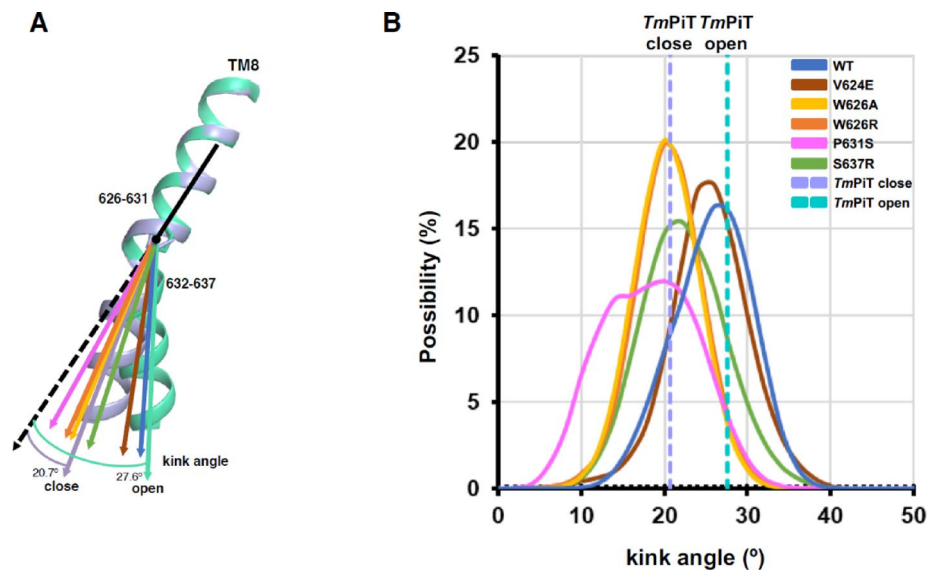 A
TM8
626-631
632-637
kink angle
20.7º
27.6º
close
open
B
TmPiT TmPiT
close open
25
20
15
10
5
0
Possibility (%)
0 10 20 30 40 50
kink angle (º)
WT
V624E
W626A
W626R
P631S
S637R
TmPiT close
TmPiT open